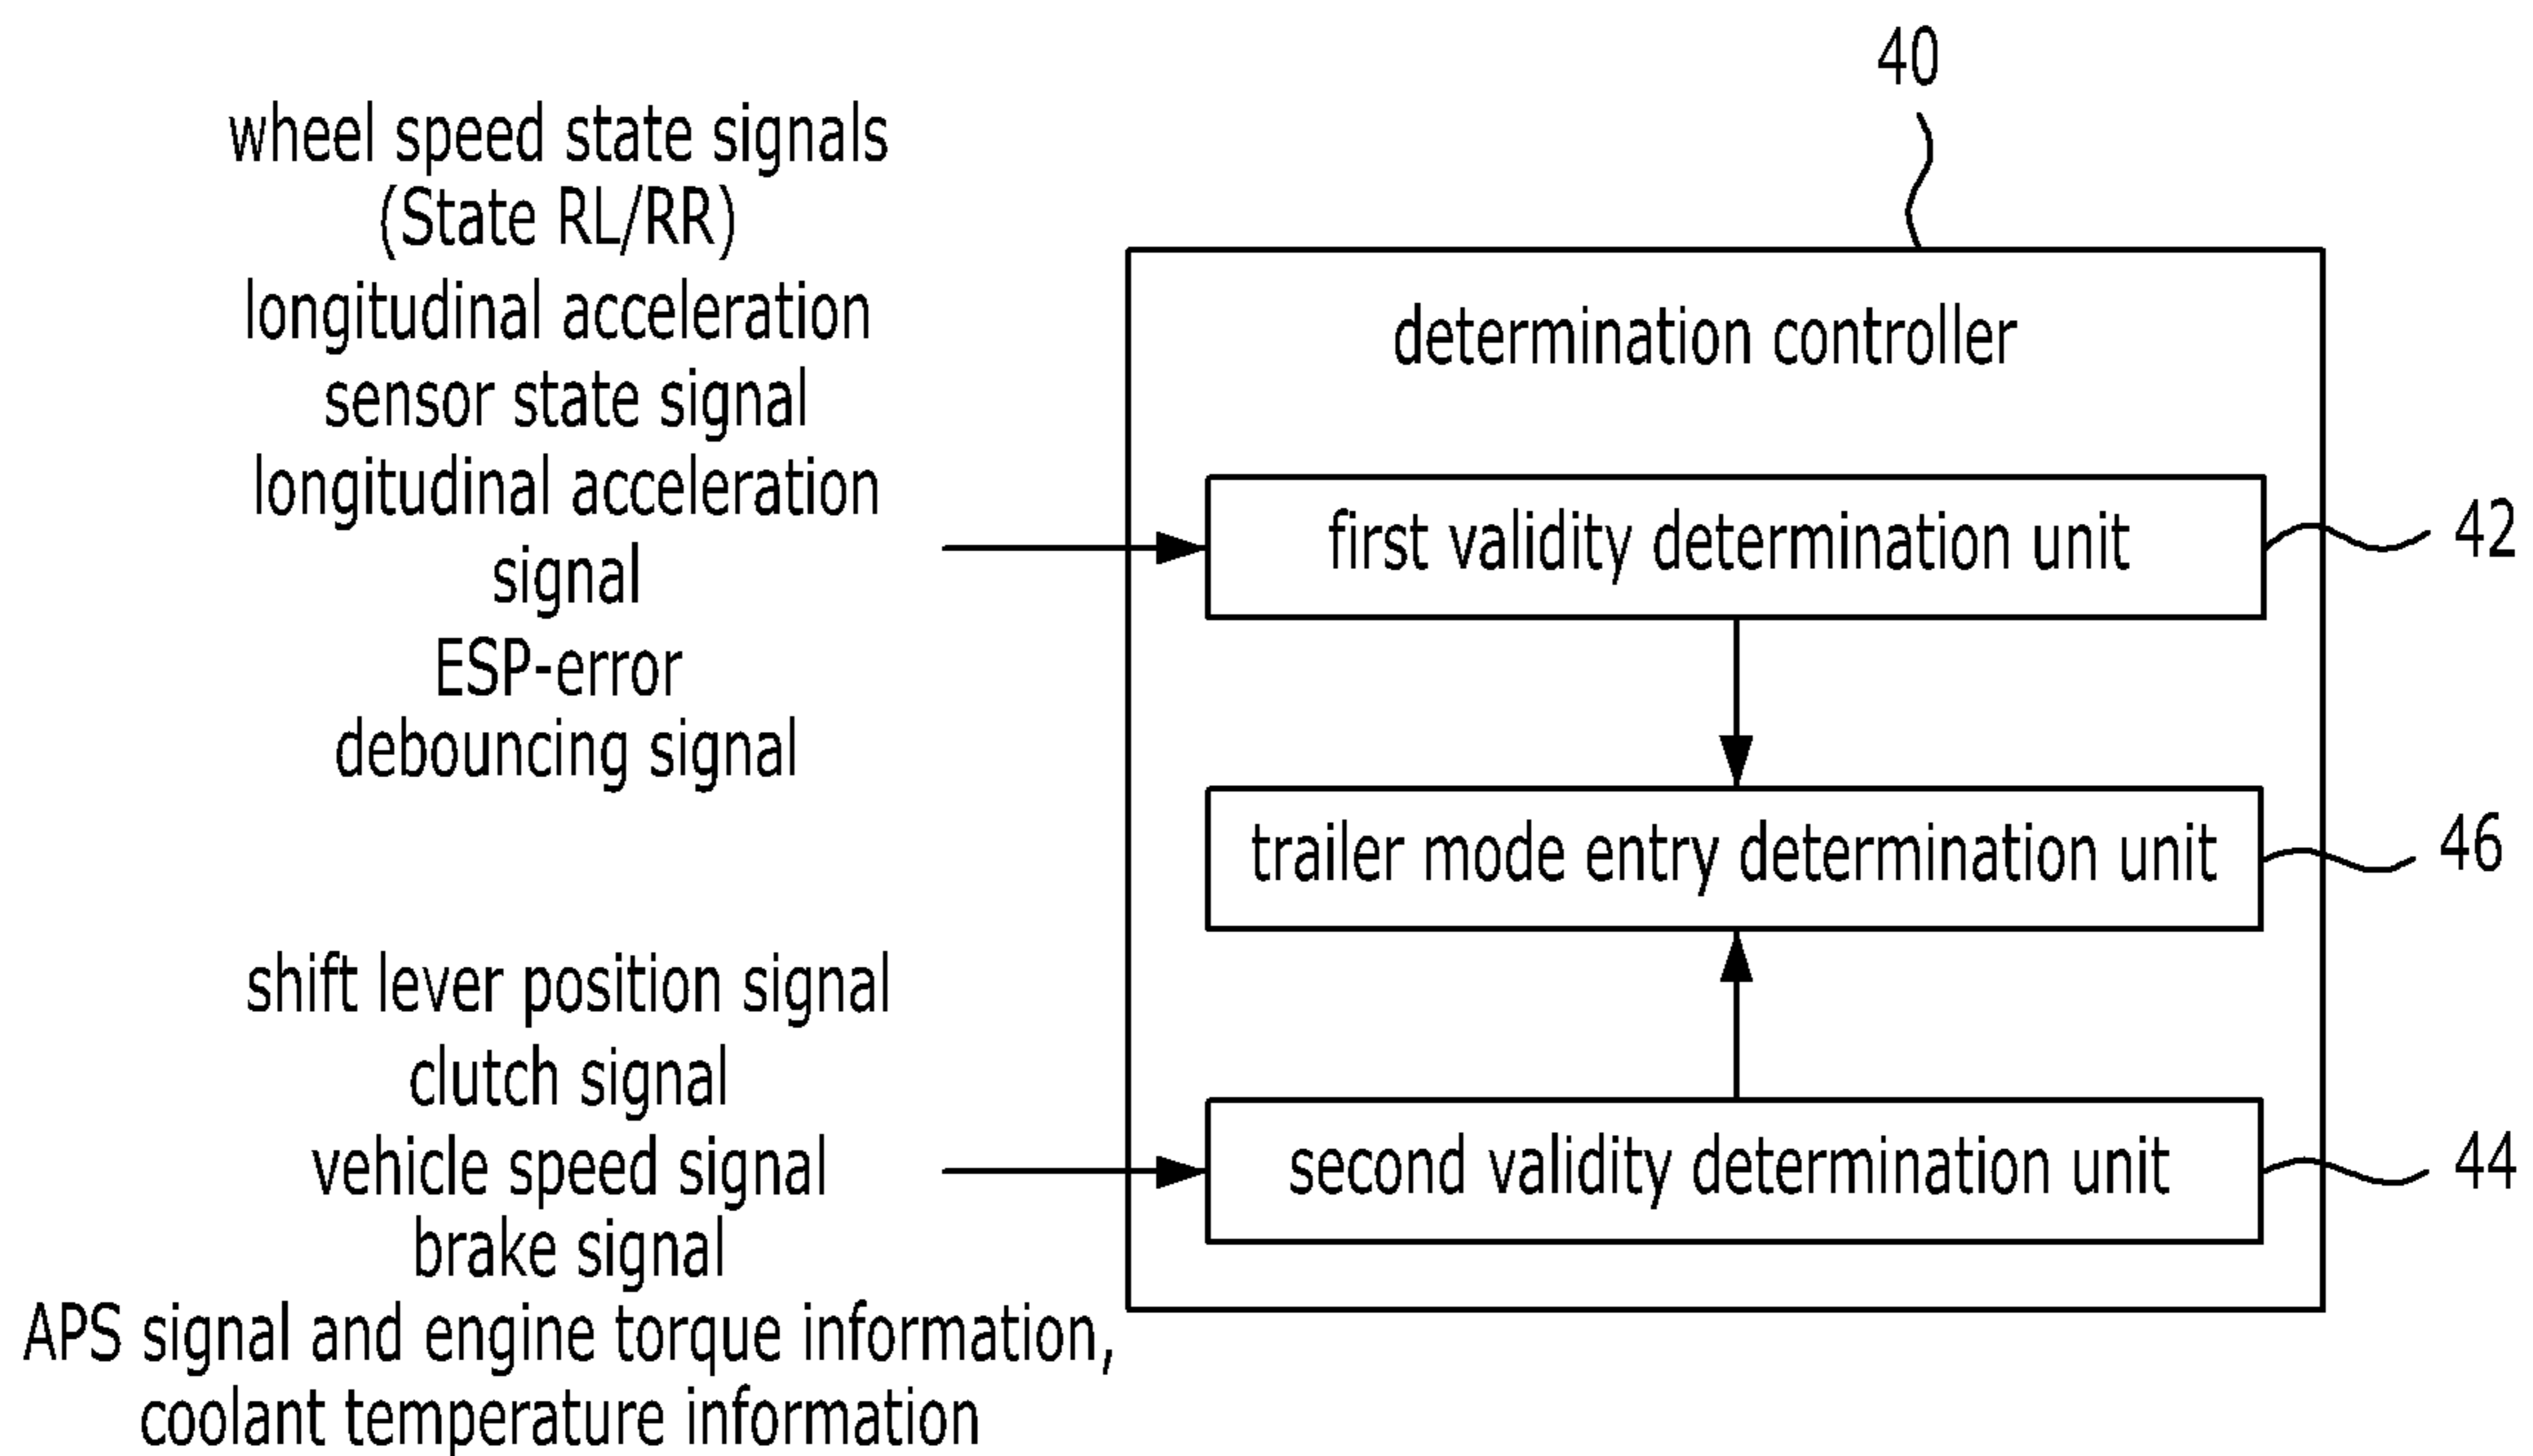 40
wheel speed state signals
(State RL/RR)
longitudinal acceleration
sensor state signal
longitudinal acceleration
signal
ESP-error
debouncing signal
determination controller
first validity determination unit
42
trailer mode entry determination unit
46
shift lever position signal
clutch signal
vehicle speed signal
brake signal
APS signal and engine torque information,
coolant temperature information
second validity determination unit
44